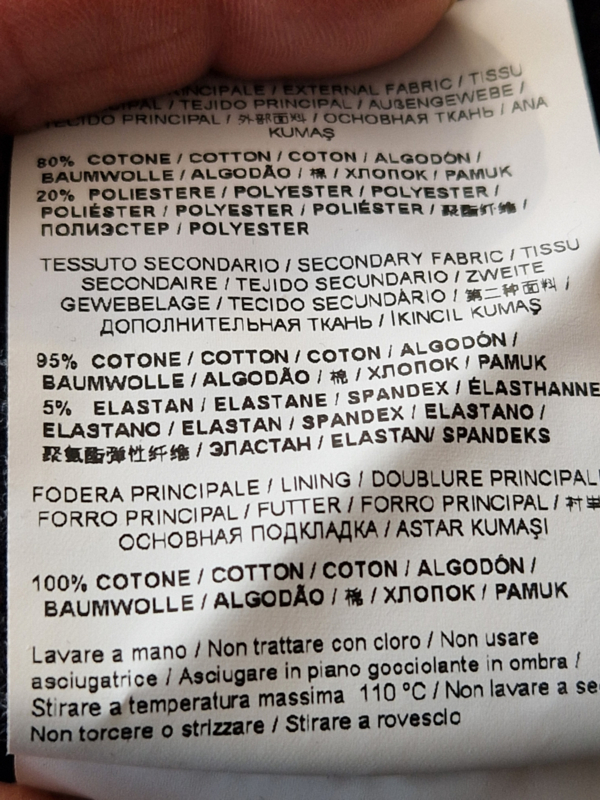 EXTERNAL FABRIC / TISSU
TEJIDO PRINCIPAL / AUßENGEWEBE /
PRINCIPAL / 外部面料 / ОСНОВНАЯ ТКАНЬ / ANA
KUMAŞ
80% COTONE / COTTON / COTON / ALGODÓN /
BAUMWOLLE / ALGODÃO / 棉 / ХЛОПОК / PAMUK
20% POLIESTERE / POLYESTER / POLYESTER /
POLIÉSTER / POLYESTER / POLIÉSTER / 聚酯纤维 /
ПОЛИЭСТЕР / POLYESTER
TESSUTO SECONDARIO / SECONDARY FABRIC / TISSU
SECONDAIRE / TEJIDO SECUNDARIO / ZWEITE
GEWEBELAGE / TECIDO SECUNDÀRIO / 第二种面料 /
ДОПОЛНИТЕЛЬНАЯ ТКАНЬ / İKINCIL KUMAŞ
95% COTONE / COTTON / COTON / ALGODÓN /
BAUMWOLLE / ALGODÃO / 棉 / ХЛОПОК / PAMUK
5% ELASTAN / ELASTANE / SPANDEX / ÉLASTHANNE
ELASTANO / ELASTAN / SPANDEX / ELASTANO /
聚氨酯弹性纤维 / ЭЛАСТАН / ELASTAN/ SPANDEKS
FODERA PRINCIPALE / LINING / DOUBLURE PRINCIPAL
FORRO PRINCIPAL / FUTTER / FORRO PRINCIPAL /
ОСНОВНАЯ ПОДКЛАДКА / ASTAR KUMAŞI
100% COTONE / COTTON / COTON / ALGODÓN /
BAUMWOLLE / ALGODÃO / 棉 / ХЛОПОК / PAMUK
Lavare a mano / Non trattare con cloro / Non usare
asciugatrice / Asciugare in piano gocciolante in ombra /
Stirare a temperatura massima 110 °C / Non lavare a se
Non torcere o strizzare / Stirare a rovescio